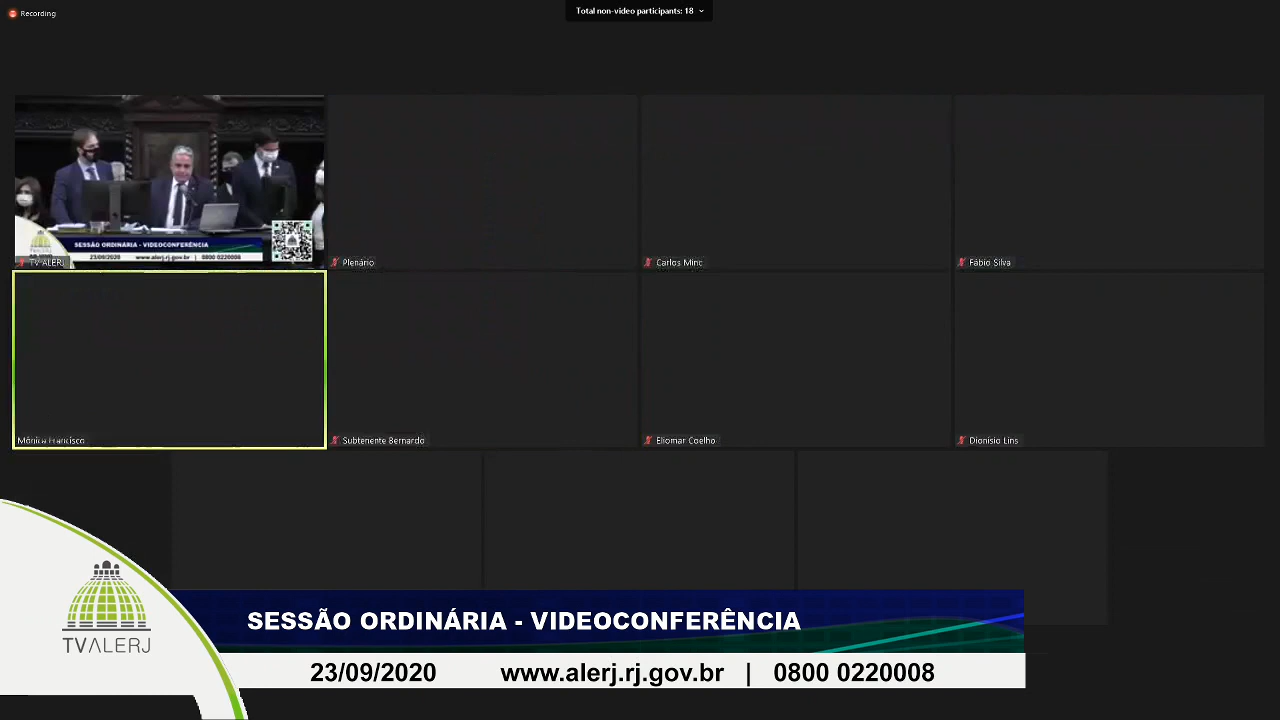 Recording
Total non-video participants: 18
SESSÃO ORDINÁRIA - VIDEOCONFERÊNCIA
23/09/2020 www.alerj.rj.gov.br | 0800 0220008
TV ALERJ
Plenário
Carlos Minc
Fábio Silva
Mônica Francisco
Subtenente Bernardo
Eliomar Coelho
Dionisio Lins
TVALERJ
SESSÃO ORDINÁRIA - VIDEOCONFERÊNCIA
23/09/2020 www.alerj.rj.gov.br | 0800 0220008